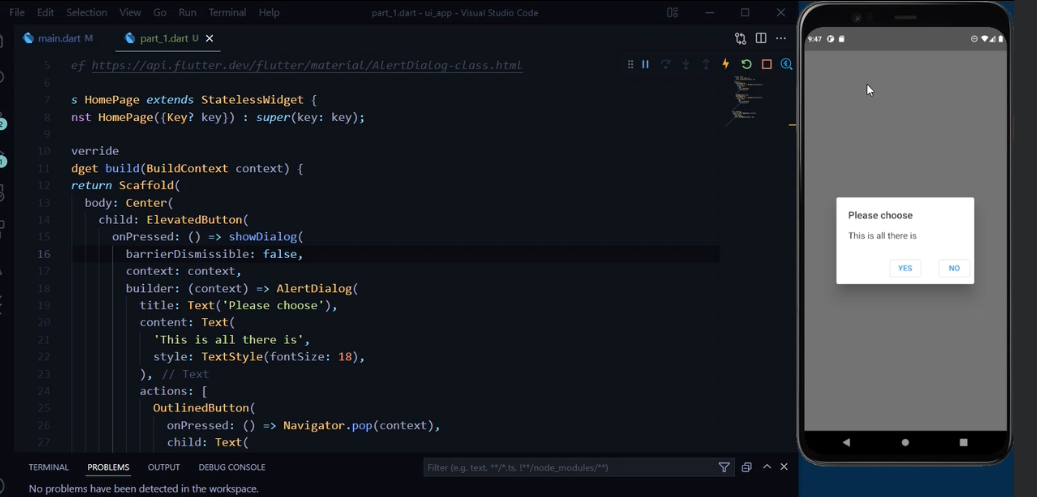 File Edit Selection View Go Run Terminal Help part_1.dart - ui_app - Visual Studio Code
main.dart M part_1.dart U
5 ef https://api.flutter.dev/flutter/material/AlertDialog-class.html
6
7 s HomePage extends StatelessWidget {
8 nst HomePage({Key? key}) : super(key: key);
9
10 verride
11 dget build(BuildContext context) {
12 return Scaffold(
13 body: Center(
14 child: ElevatedButton(
15 onPressed: () => showDialog(
16 barrierDismissible: false,
17 context: context,
18 builder: (context) => AlertDialog(
19 title: Text('Please choose'),
20 content: Text(
21 'This is all there is',
22 style: TextStyle(fontSize: 18),
23 ), // Text
24 actions: [
25 OutlinedButton(
26 onPressed: () => Navigator.pop(context),
27 child: Text(
TERMINAL PROBLEMS OUTPUT DEBUG CONSOLE Filter (e.g. text, **/*.ts, !**/node_modules/**)
No problems have been detected in the workspace.
9:47
Please choose
This is all there is
YES NO